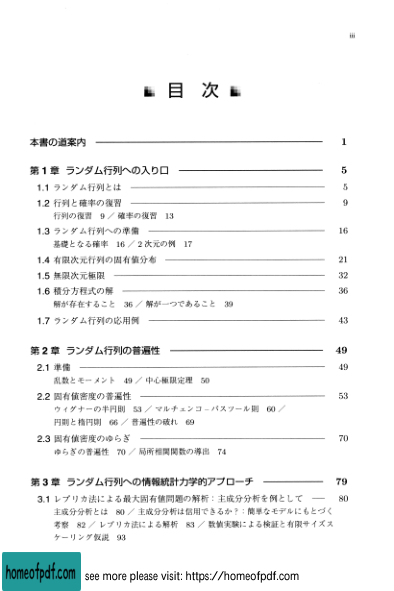 iii
目 次
本書の道案内 1
第1章 ランダム行列への入り口 5
1.1 ランダム行列とは 5
1.2 行列と確率の復習 9
行列の復習 9 / 確率の復習 13
1.3 ランダム行列への準備 16
基礎となる確率 16 / 2次元の例 17
1.4 有限次元行列の固有値分布 21
1.5 無限次元極限 32
1.6 積分方程式の解 36
解が存在すること 36 / 解が一つであること 39
1.7 ランダム行列の応用例 43
第2章 ランダム行列の普遍性 49
2.1 準備 49
乱数とモーメント 49 / 中心極限定理 50
2.2 固有値密度の普遍性 53
ウィグナーの半円則 53 / マルチェンコ–パスツール則 60 /
円則と楕円則 66 / 普遍性の破れ 69
2.3 固有値密度のゆらぎ 70
ゆらぎの普遍性 70 / 局所相関関数の導出 74
第3章 ランダム行列への情報統計力学的アプローチ 79
3.1 レプリカ法による最大固有値問題の解析:主成分分析を例として 80
主成分分析とは 80 / 主成分分析は信用できるか?:簡単なモデルにもとづく
考察 82 / レプリカ法による解析 83 / 数値実験による検証と有限サイズス
ケーリング仮説 93
homeofpdf.com
see more please visit: https://homeofpdf.com